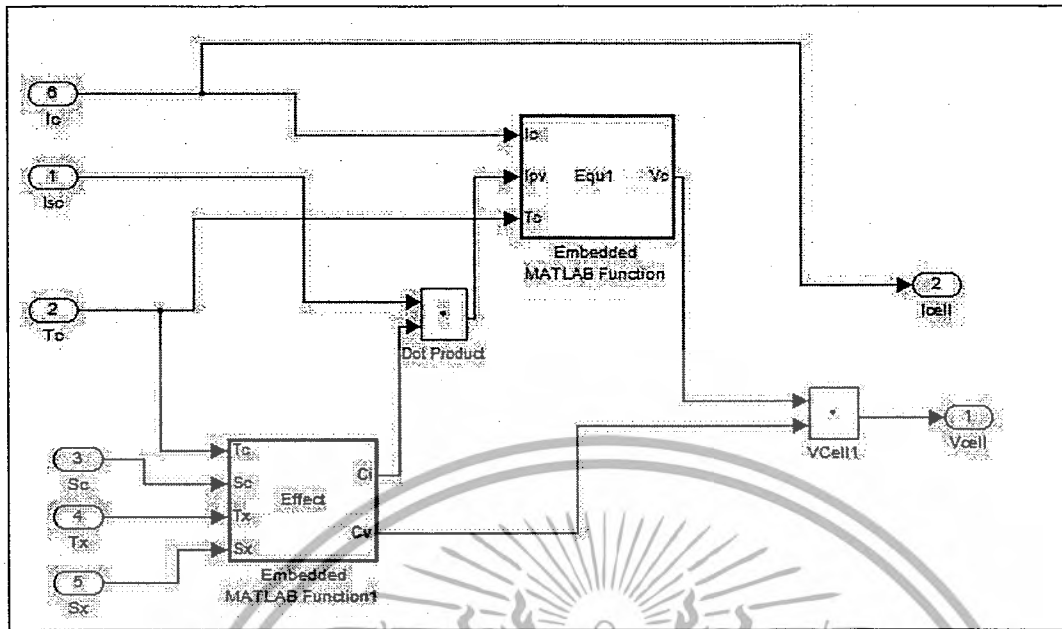 6
Ic
1
Isc
2
Tc
3
Sc
4
Tx
5
Sx
Ic
Ipv
Tc
Equ1
Vc
Embedded
MATLAB Function
Dot Product
Tc
Sc
Tx
Sx
Effect
Ci
Cv
Embedded
MATLAB Function1
VCell1
2
Icell
1
Vcell